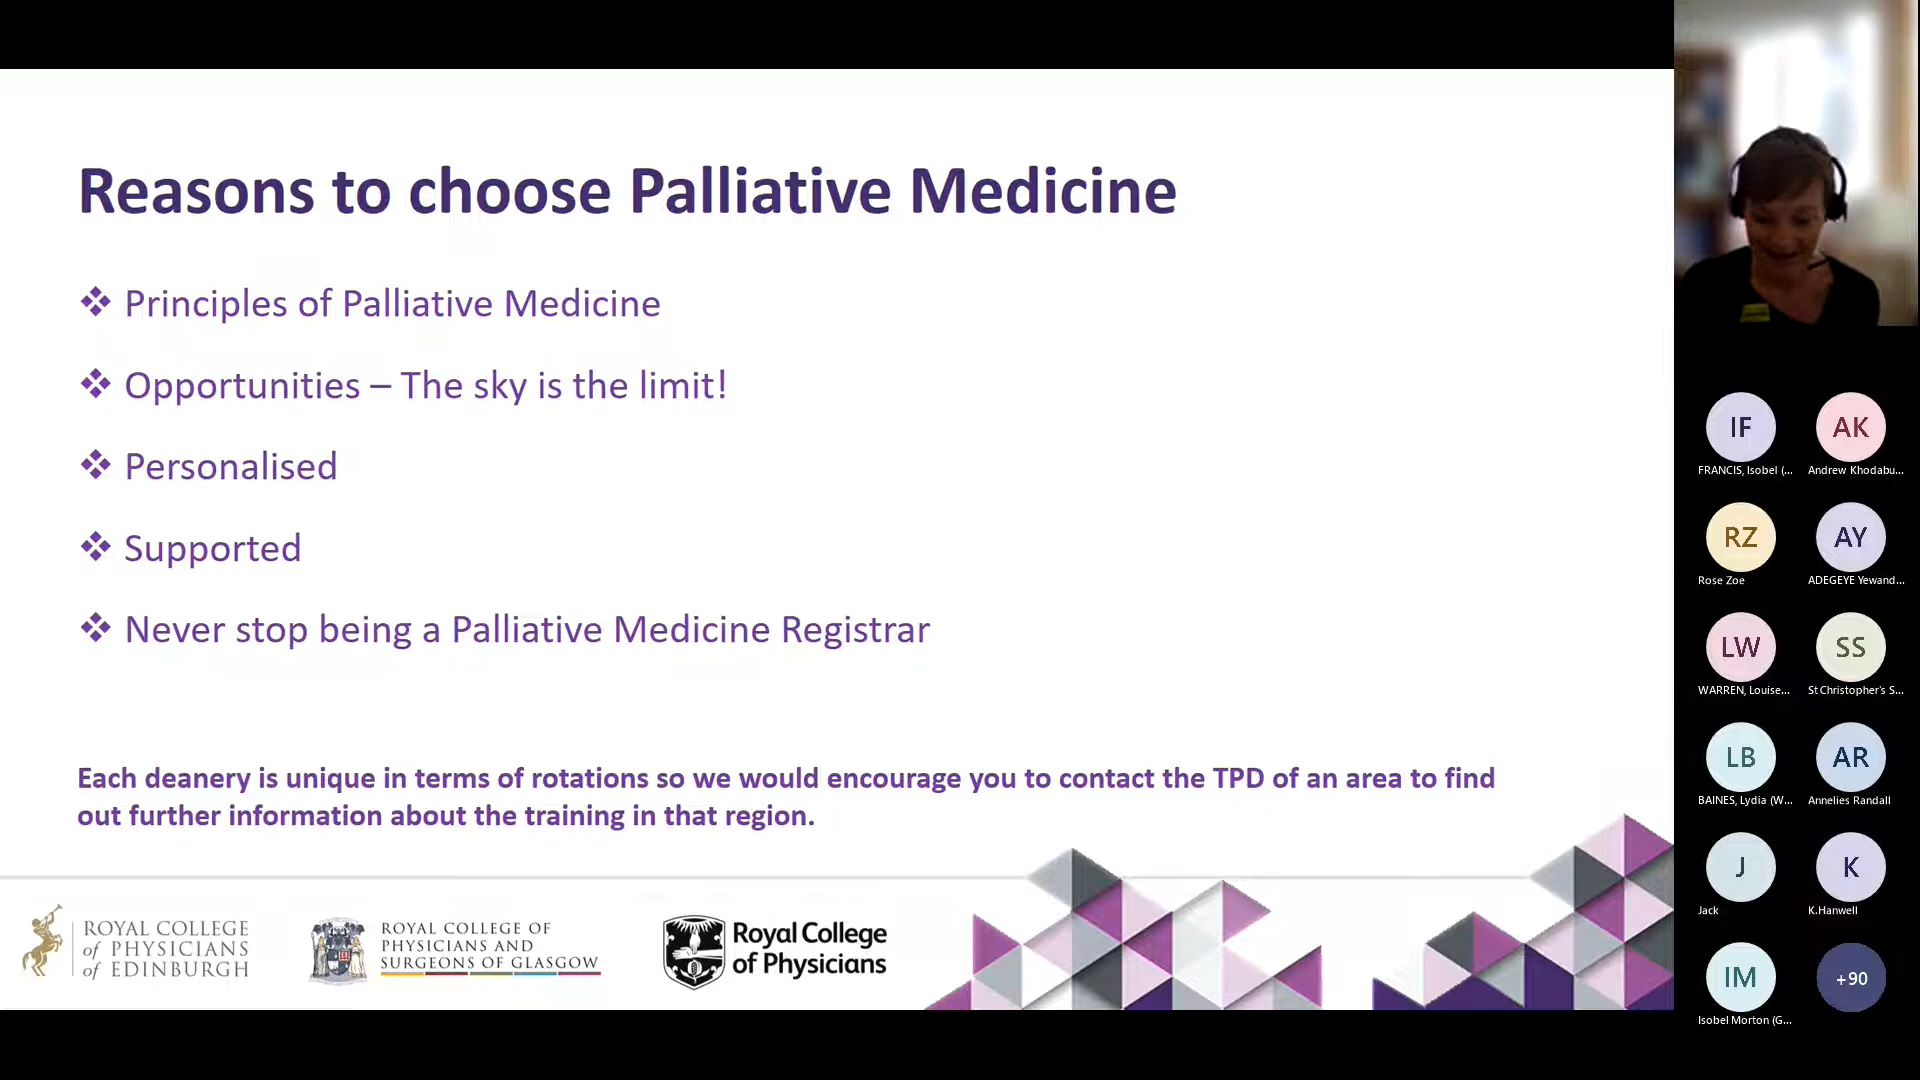 Reasons to choose Palliative Medicine
❖ Principles of Palliative Medicine
❖ Opportunities – The sky is the limit!
❖ Personalised
❖ Supported
❖ Never stop being a Palliative Medicine Registrar
Each deanery is unique in terms of rotations so we would encourage you to contact the TPD of an area to find
out further information about the training in that region.
ROYAL COLLEGE
of PHYSICIANS
of EDINBURGH
ROYAL COLLEGE OF
PHYSICIANS AND
SURGEONS OF GLASGOW
Royal College
of Physicians
IF
AK
FRANCIS, Isobel (...
Andrew Khodabu...
RZ
AY
Rose Zoe
ADEGEYE Yewand...
LW
SS
WARREN, Louise...
St Christopher's S...
LB
AR
BAINES, Lydia (W...
Annelies Randall
J
K
Jack
K.Hanwell
IM
+90
Isobel Morton (G...